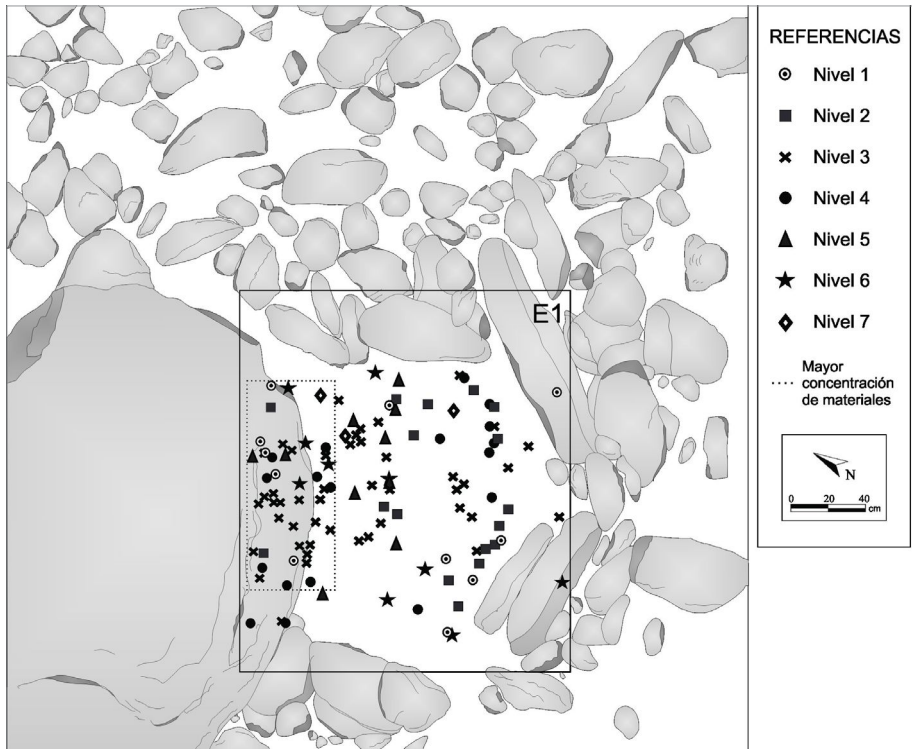 E1
REFERENCIAS
Nivel 1
Nivel 2
Nivel 3
Nivel 4
Nivel 5
Nivel 6
Nivel 7
Mayor
concentración
de materiales
N
0 20 40
cm